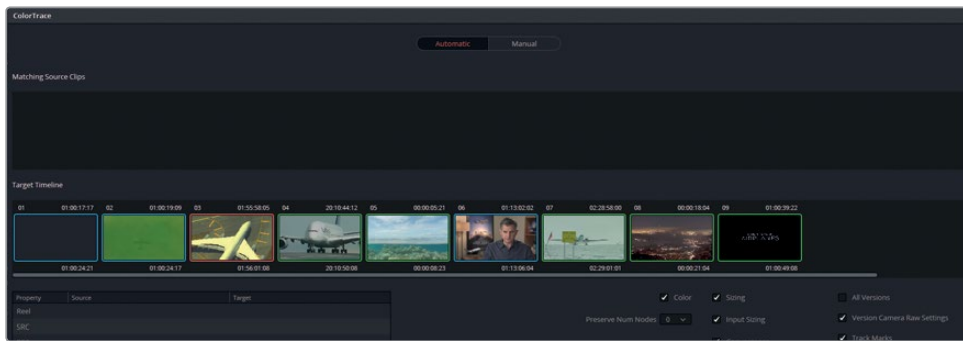 ColorTrace
Automatic Manual
Matching Source Clips
Target Timeline
01 01:00:17:17 02 01:00:19:09 03 01:55:58:05 04 20:10:44:12 05 00:00:05:21 06 01:13:02:02 07 02:28:58:00 08 00:00:18:04 09 01:00:39:22
01:00:24:21 01:00:24:17 01:56:01:08 20:10:50:08 00:00:08:23 01:13:06:04 02:29:01:01 00:00:21:04 01:00:49:08
Property Source Target
Color Sizing All Versions
Reel
Preserve Num Nodes 0 Input Sizing Version Camera Raw Settings
SRC
Track Marks